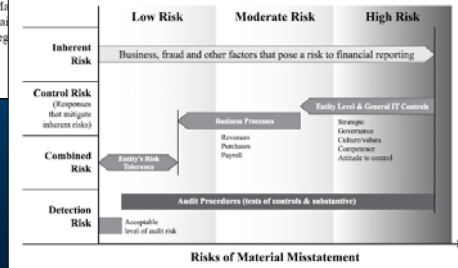 Low Risk
Moderate Risk
High Risk
Inherent
Risk
Business, fraud and other factors that pose a risk to financial reporting
Control Risk
(Responses
that mitigate
inherent risks)
Entity Level & General IT Controls
Strategic
Governance
Culture/values
Competence
Attitude to control
Business Processes
Revenues
Purchases
Payroll
Combined
Risk
Entity's Risk
Tolerance
Audit Procedures (tests of controls & substantive)
Detection
Risk
Acceptable
level of audit risk
Risks of Material Misstatement